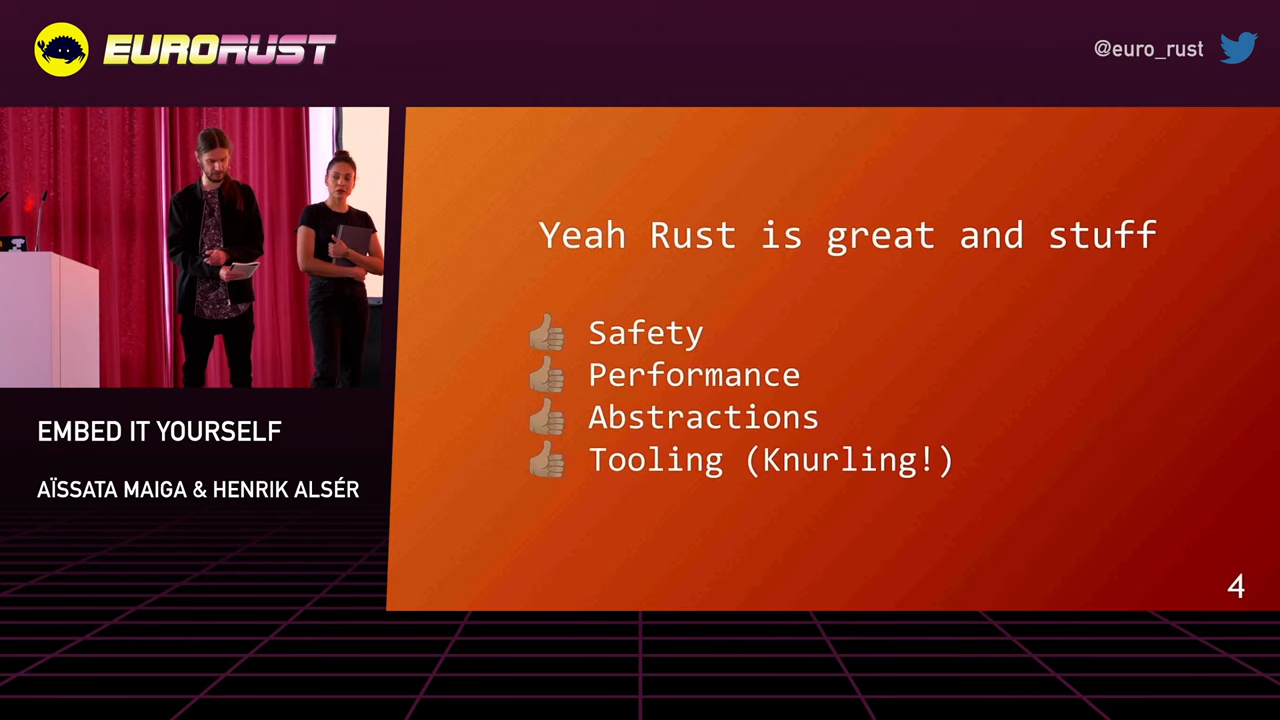 EURORUST
@euro_rust
EMBED IT YOURSELF
AÏSSATA MAIGA & HENRIK ALSÉR
Yeah Rust is great and stuff
👍 Safety
👍 Performance
👍 Abstractions
👍 Tooling (Knurling!)
4